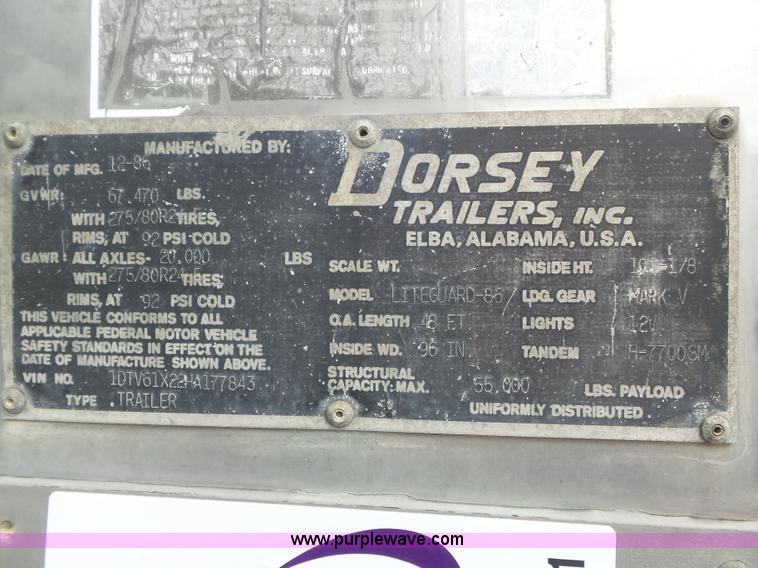 MANUFACTURED BY:
DATE OF MFG. 12-86
GVWR: 67.470 LBS.
WITH 275/80R24 TIRES,
RIMS, AT 92 PSI COLD
GAWR: ALL AXLES- 20,000 LBS
WITH 275/80R24 TIRES,
RIMS, AT 92 PSI COLD
THIS VEHICLE CONFORMS TO ALL
APPLICABLE FEDERAL MOTOR VEHICLE
SAFETY STANDARDS IN EFFECT ON THE
DATE OF MANUFACTURE SHOWN ABOVE.
VIN NO. 1DTV61X22HA177843
TYPE .TRAILER
DORSEY
TRAILERS, INC.
ELBA, ALABAMA, U.S.A.
SCALE WT. INSIDE HT.
MODEL LITEGUARD-86 LDG. GEAR MARK V
O.A. LENGTH 48 FT LIGHTS 12V
INSIDE WD. 96 IN. TANDEM H-7700SM
STRUCTURAL
CAPACITY: MAX. 55.000 LBS. PAYLOAD
UNIFORMLY DISTRIBUTED.
www.purplewave.com
1